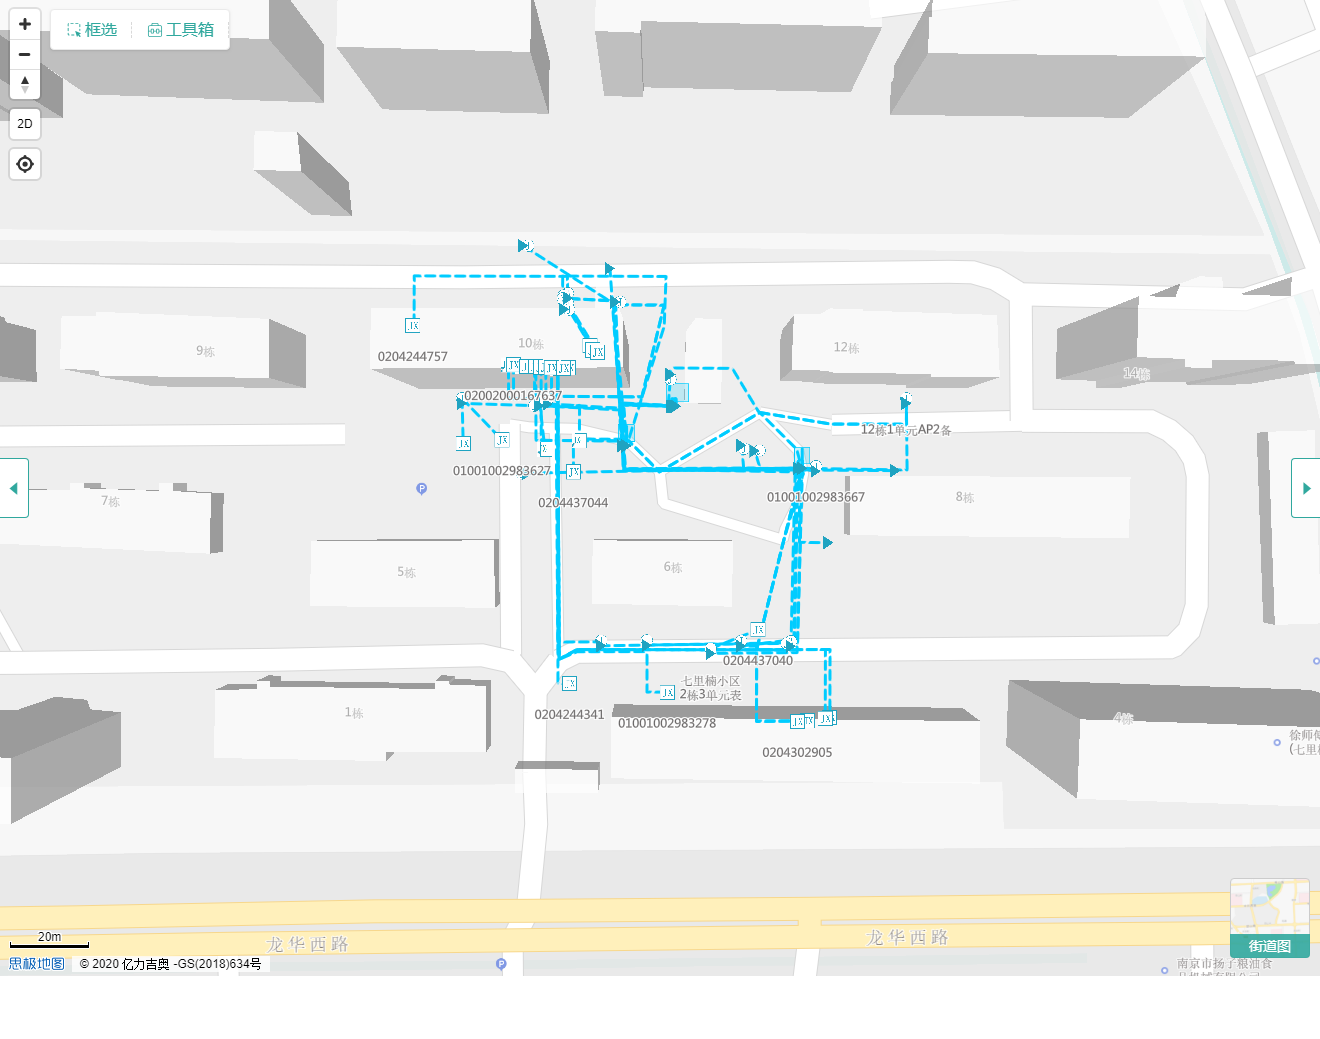 框选
工具箱
2D
10栋
9栋
12栋
14栋
0204244757
02002000167637
12栋1单元AP2备
01001002983627
0204437044
01001002983667
7栋
8栋
5栋
6栋
0204437040
七里楠小区
2栋3单元表
0204244341
01001002983278
1栋
4栋
0204302905
徐师傅
(七里楠
20m
龙华西路
龙华西路
街道图
思极地图
© 2020 亿力吉奥 -GS(2018)634号
南京市扬子粮油食
P
P
JX
JX
JX
JX
JX
JX
JX
JX
JX
JX
JX